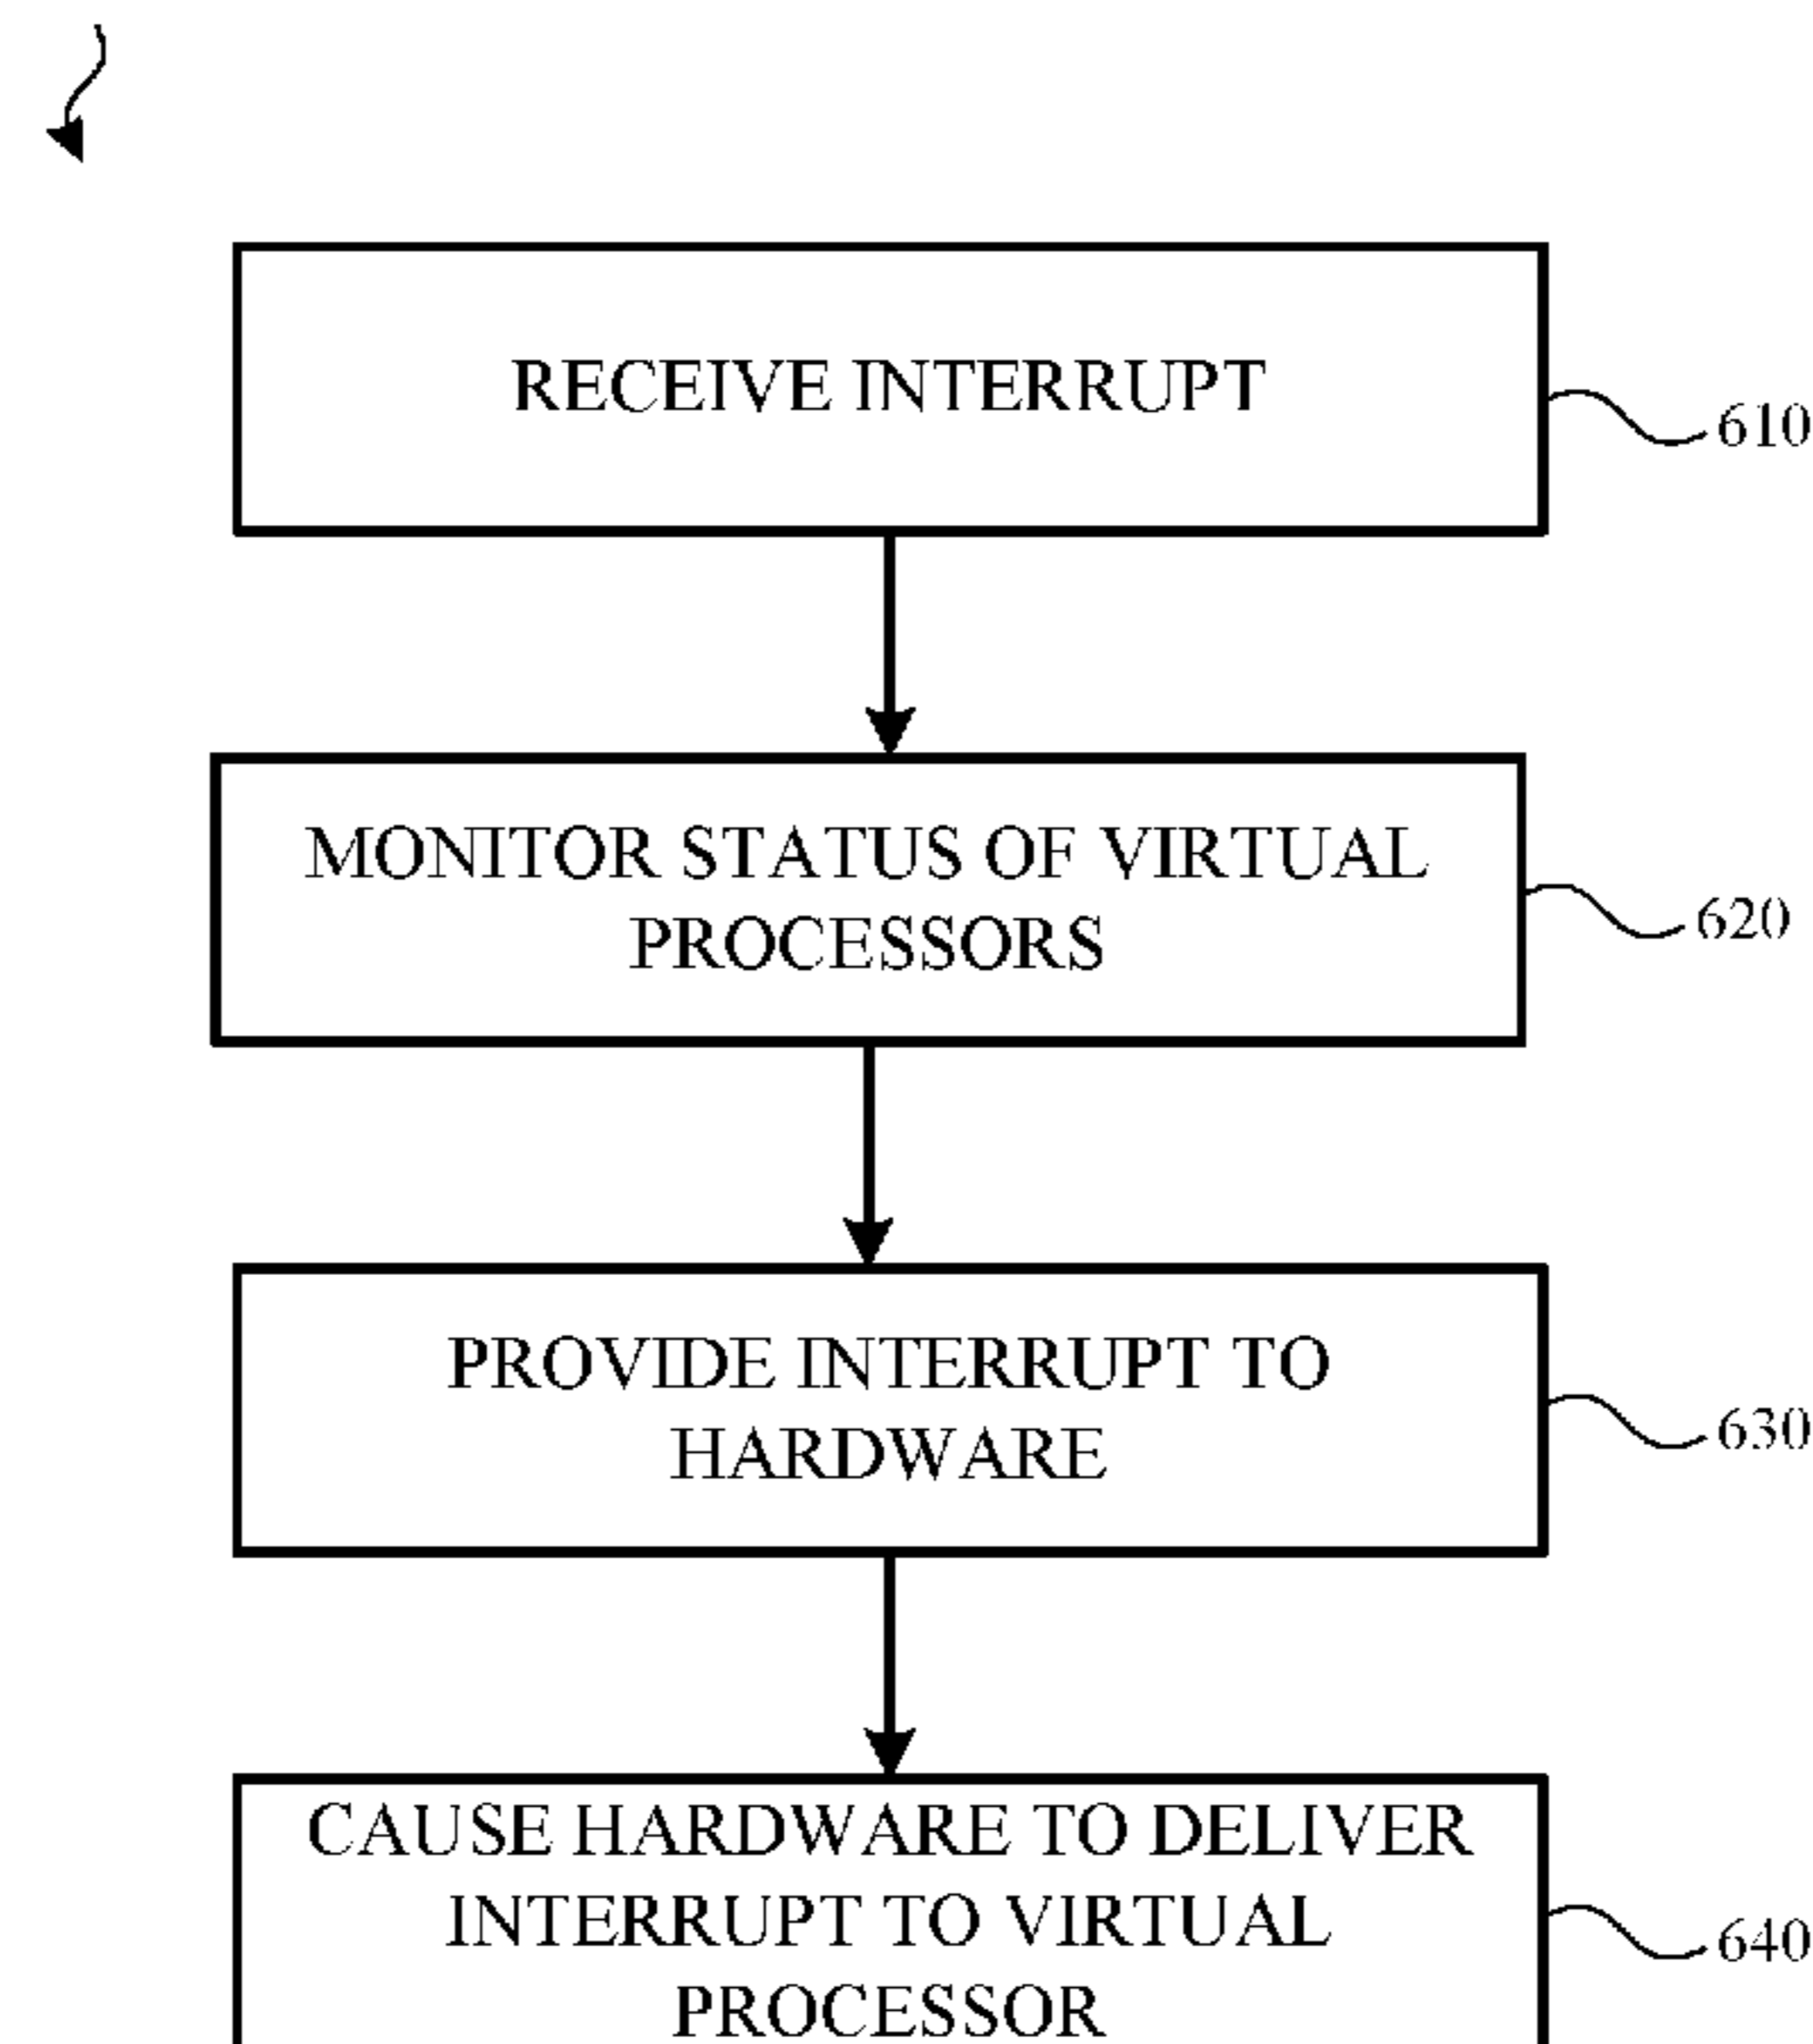 RECEIVE INTERRUPT
610
MONITOR STATUS OF VIRTUAL
PROCESSORS
620
PROVIDE INTERRUPT TO
HARDWARE
630
CAUSE HARDWARE TO DELIVER
INTERRUPT TO VIRTUAL
PROCESSOR
640